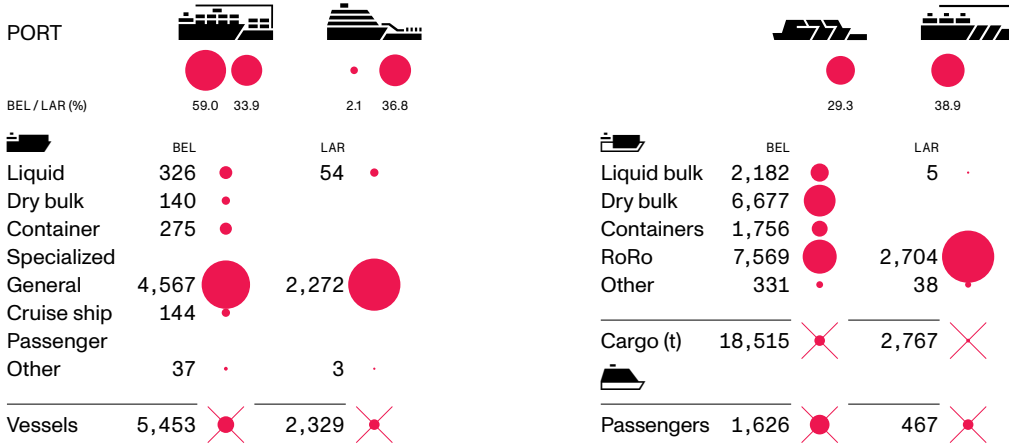 PORT
BEL / LAR (%) 59.0 33.9 2.1 36.8 29.3 38.9
BEL LAR
Liquid 326 54
Dry bulk 140
Container 275
Specialized
General 4,567 2,272
Cruise ship 144
Passenger
Other 37 3
Vessels 5,453 2,329
BEL LAR
Liquid bulk 2,182 5
Dry bulk 6,677
Containers 1,756
RoRo 7,569 2,704
Other 331 38
Cargo (t) 18,515 2,767
Passengers 1,626 467